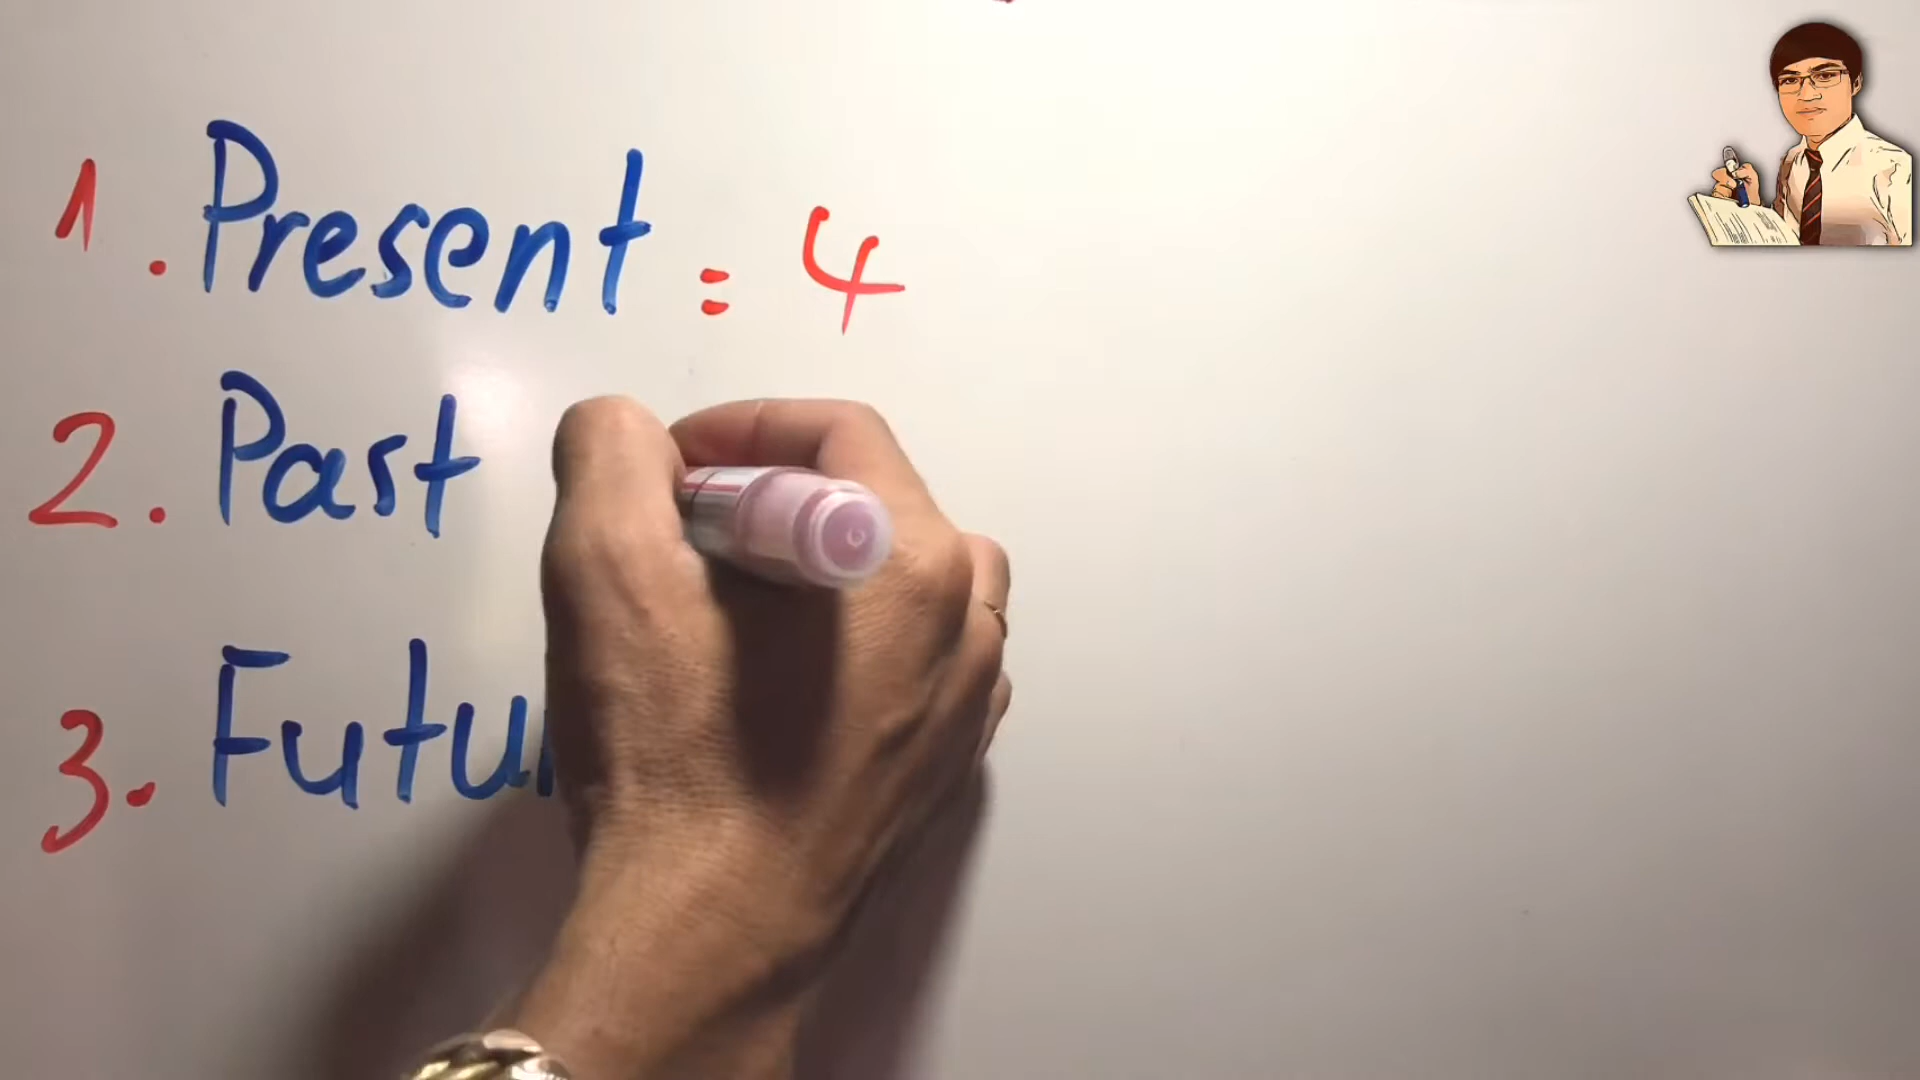 1. Present : 4
2. Past
3. Futu